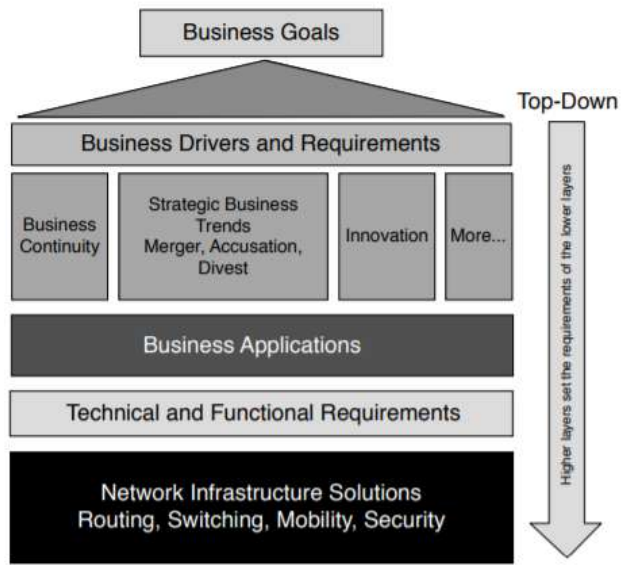 Business Goals
Top-Down
Business Drivers and Requirements
Business
Continuity
Strategic Business
Trends
Merger, Accusation,
Divest
Innovation
More...
Business Applications
Technical and Functional Requirements
Network Infrastructure Solutions
Routing, Switching, Mobility, Security
Higher layers set the requirements of the lower layers